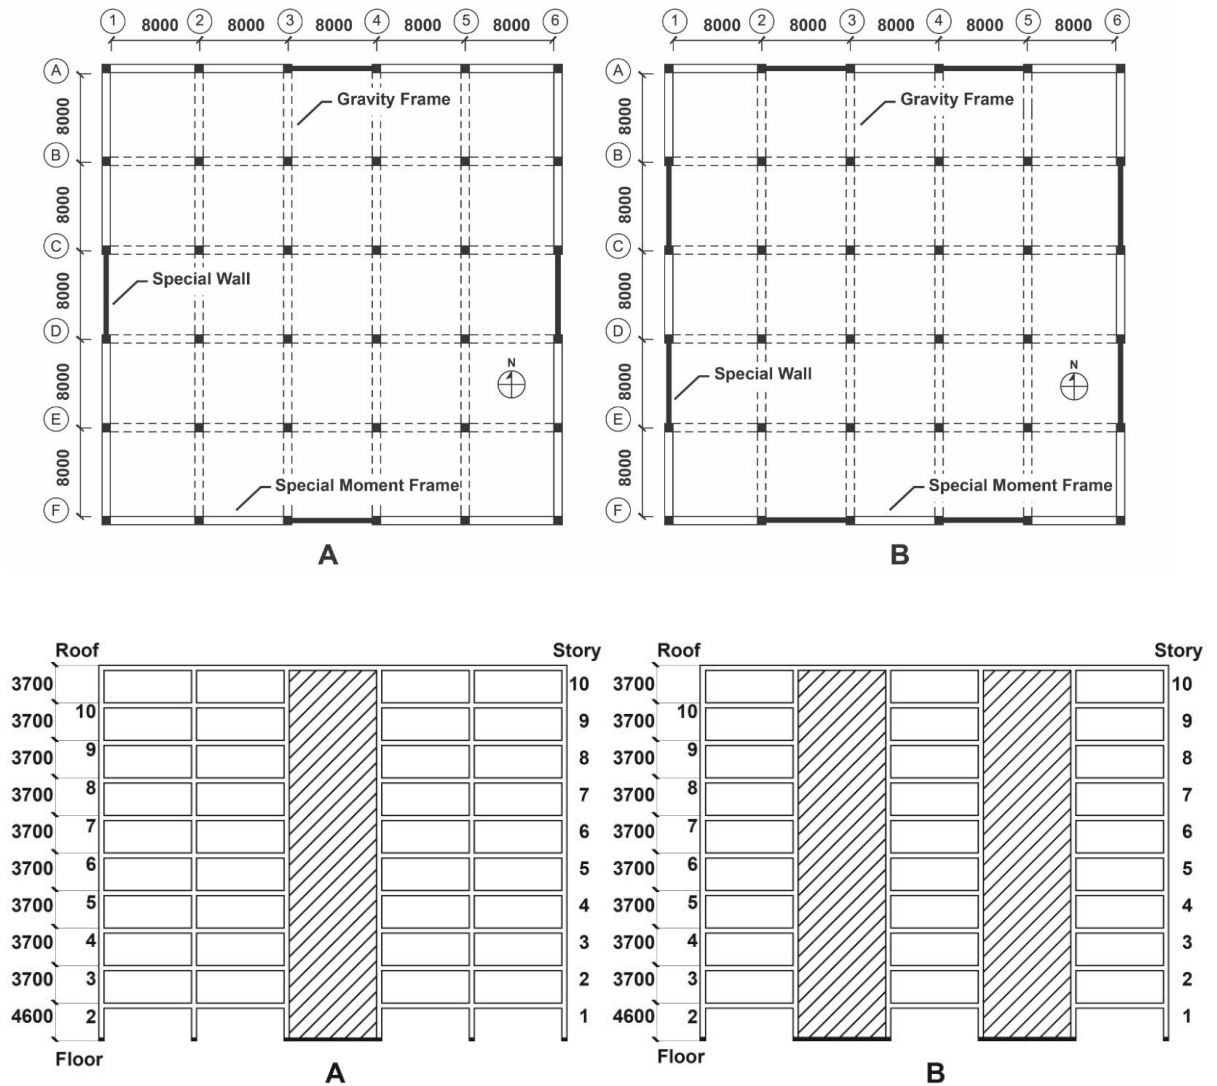 1 8000 2 8000 3 8000 4 8000 5 8000 6
A
8000
B
8000
C
8000
D
8000
E
8000
F
Gravity Frame
Special Wall
N
Special Moment Frame
A
1 8000 2 8000 3 8000 4 8000 5 8000 6
A
8000
B
8000
C
8000
D
8000
E
8000
F
Gravity Frame
Special Wall
N
Special Moment Frame
B
Roof Story
3700 10
10
3700 9
9
3700 8
8
3700 7
7
3700 6
6
3700 5
5
3700 4
4
3700 3
3
3700 2
4600 2 1
Floor
A
Roof Story
3700 10
10
3700 9
9
3700 8
8
3700 7
7
3700 6
6
3700 5
5
3700 4
4
3700 3
3
3700 2
4600 2 1
Floor
B